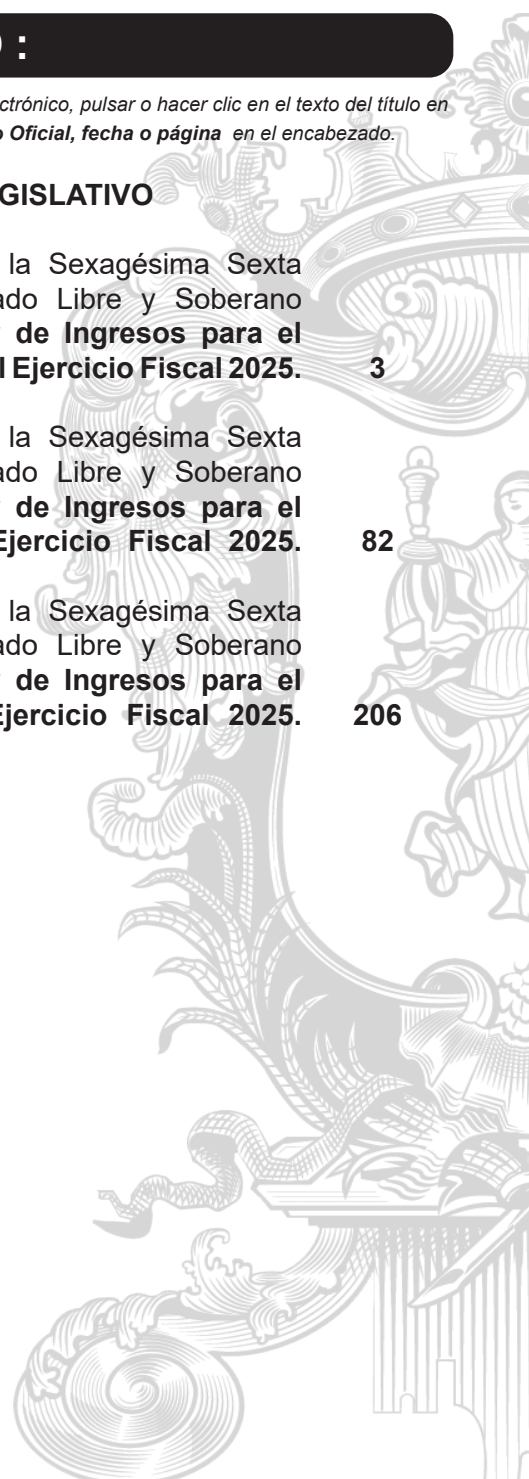 :
ctrónico, pulsar o hacer clic en el texto del título en
o Oficial, fecha o página en el encabezado.
GISLATIVO
la Sexagésima Sexta
ado Libre y Soberano
de Ingresos para el
l Ejercicio Fiscal 2025. 3
la Sexagésima Sexta
ado Libre y Soberano
de Ingresos para el
Ejercicio Fiscal 2025. 82
la Sexagésima Sexta
ado Libre y Soberano
de Ingresos para el
Ejercicio Fiscal 2025. 206